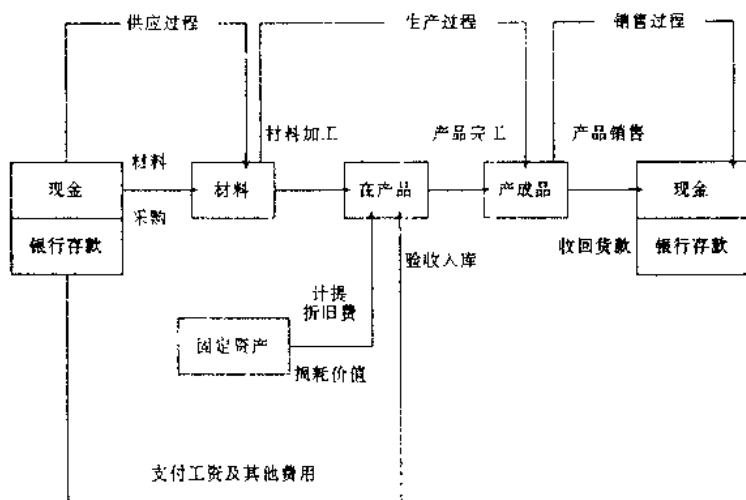 供应过程
生产过程
销售过程
材料加工
产品完工
产品销售
材料
采购
现金
银行存款
材料
在产品
产成品
现金
银行存款
验收入库
收回货款
计提
折旧费
固定资产
损耗价值
支付工资及其他费用